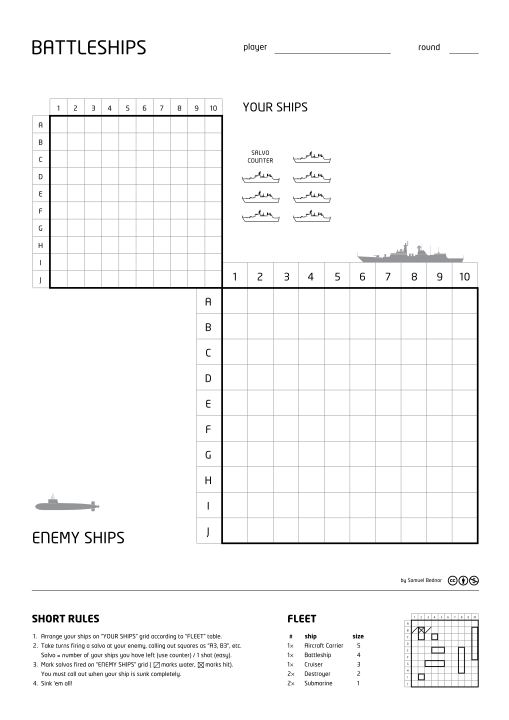 BATTLESHIPS
player
round
1 2 3 4 5 6 7 8 9 10
A
B
C
D
E
F
G
H
I
J
YOUR SHIPS
SALVO
COUNTER
1 2 3 4 5 6 7 8 9 10
A
B
C
D
E
F
G
H
I
J
ENEMY SHIPS
by Samuel Bednar
SHORT RULES
1. Arrange your ships on "YOUR SHIPS" grid according to "FLEET" table.
2. Take turns firing a salvo at your enemy, calling out squares as "A3, B3", etc.
Salvo = number of your ships you have left (use counter) / 1 shot (easy).
3. Mark salvos fired on "ENEMY SHIPS" grid ( marks water, marks hit).
You must call out when your ship is sunk completely.
4. Sink 'em all!
FLEET
# ship size
1× Aircraft Carrier 5
1× Battleship 4
1× Cruiser 3
2× Destroyer 2
2× Submarine 1